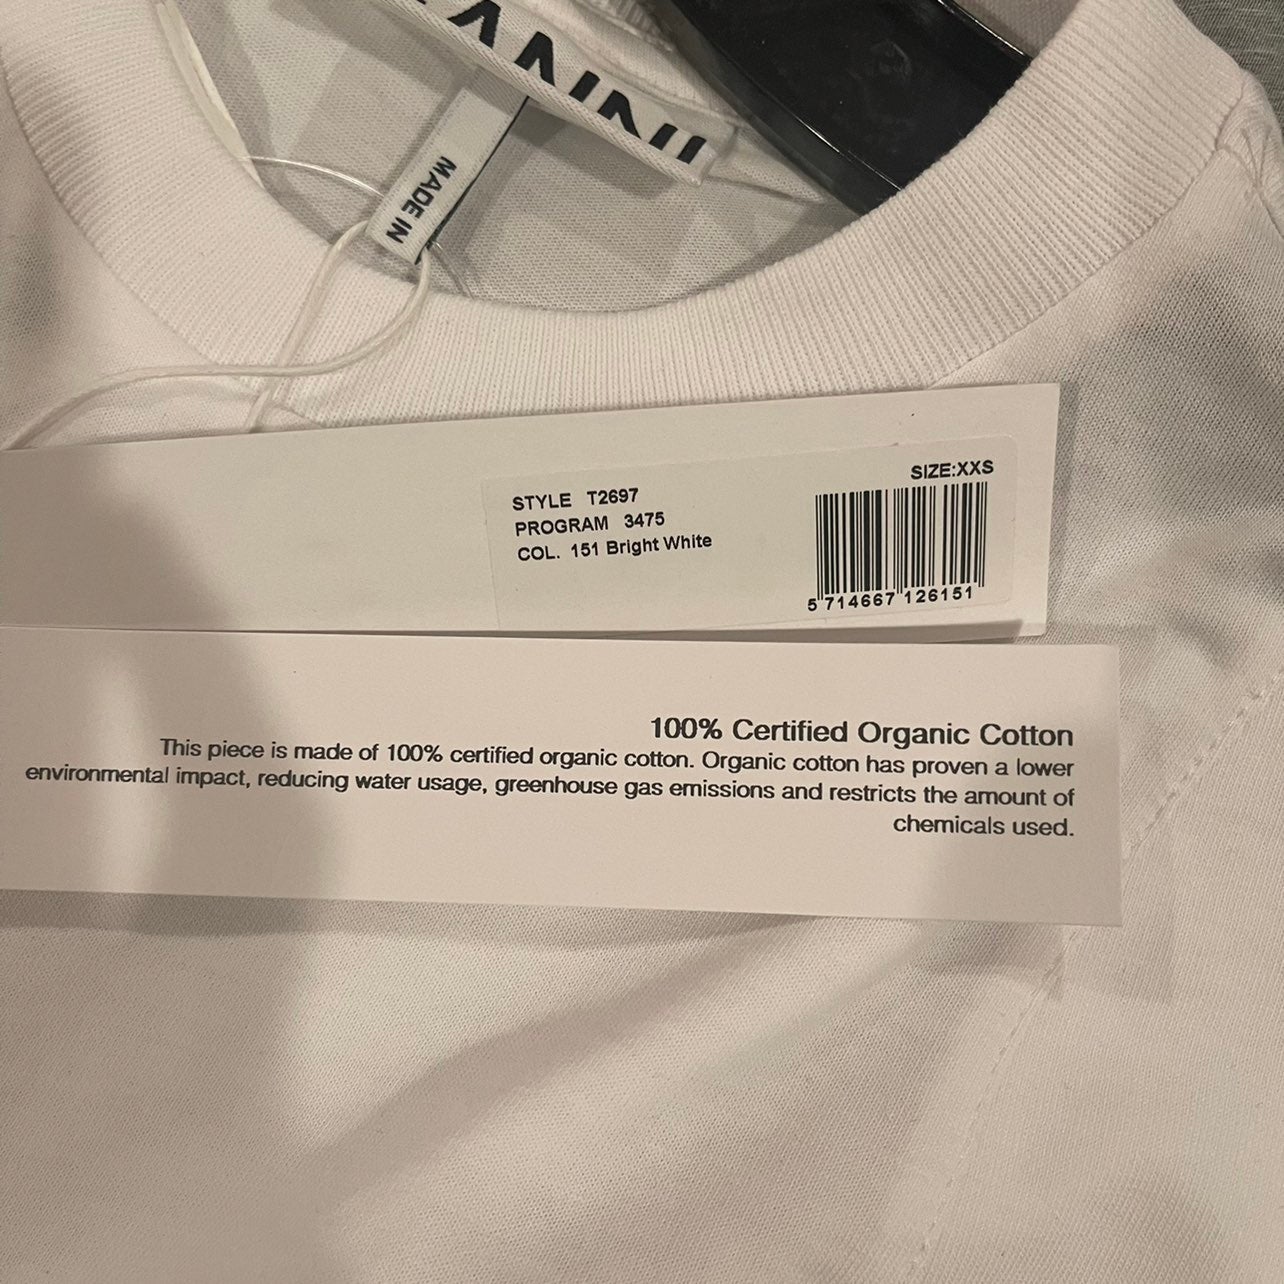 MADE IN
SIZE:XXS
STYLE T2697
PROGRAM 3475
COL. 151 Bright White
5 714667 126151
100% Certified Organic Cotton
This piece is made of 100% certified organic cotton. Organic cotton has proven a lower
environmental impact, reducing water usage, greenhouse gas emissions and restricts the amount of
chemicals used.